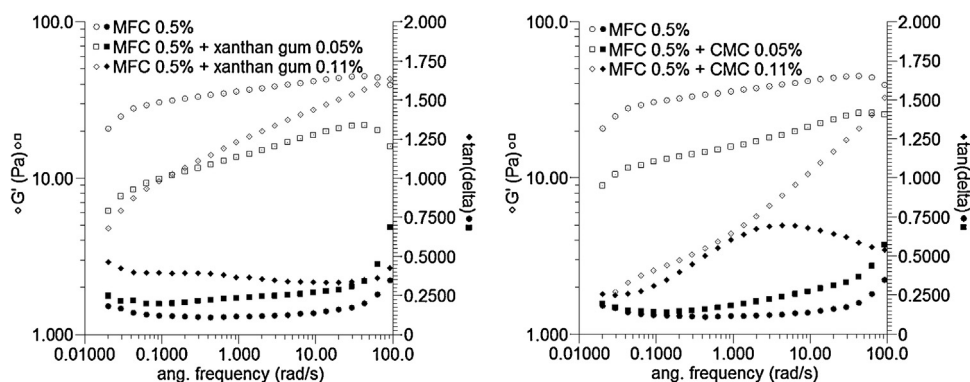 100.0
10.00
1.000
G' (Pa)
MFC 0.5%
MFC 0.5% + xanthan gum 0.05%
MFC 0.5% + xanthan gum 0.11%
2.000
1.750
1.500
1.250
1.000
0.7500
0.5000
0.2500
0
tan(delta)
0.01000 0.1000 1.000 10.00 100.0
ang. frequency (rad/s)
100.0
10.00
1.000
G' (Pa)
MFC 0.5%
MFC 0.5% + CMC 0.05%
MFC 0.5% + CMC 0.11%
2.000
1.750
1.500
1.250
1.000
0.7500
0.5000
0.2500
0
tan(delta)
0.01000 0.1000 1.000 10.00 100.0
ang. frequency (rad/s)